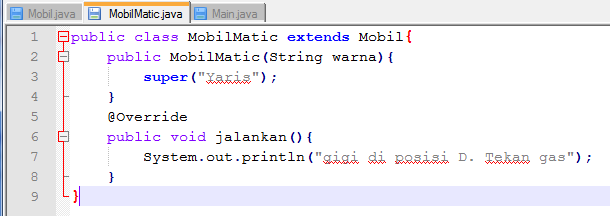 Mobil.java MobilMatic.java Main.java
1 public class MobilMatic extends Mobil{
2 public MobilMatic(String warna){
3 super("Yaris");
4 }
5 @Override
6 public void jalankan(){
7 System.out.println("gigi di posisi D. Tekan gas");
8 }
9 }